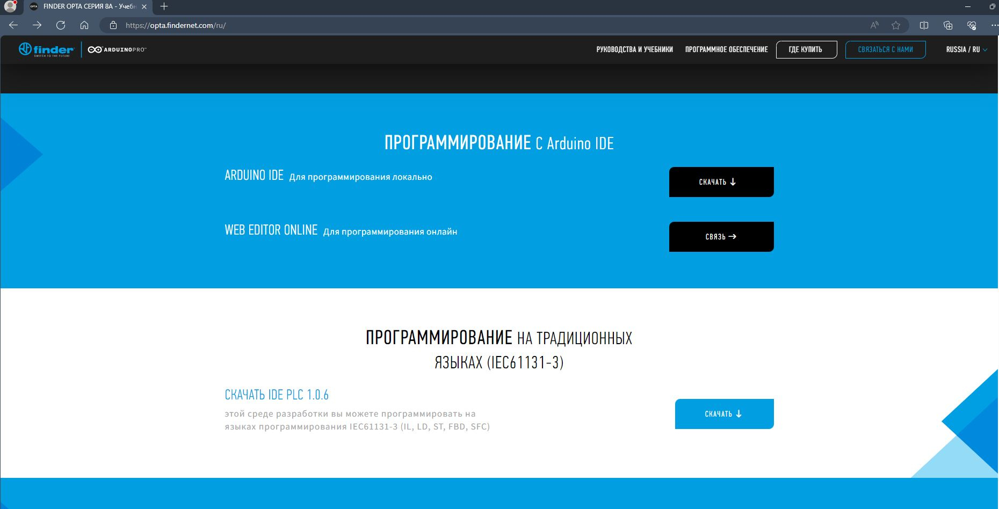 OPTA FINDER OPTA СЕРИЯ 8A - Учебн
https://opta.findernet.com/ru/
finder
SWITCH TO THE FUTURE
ARDUINO PRO
РУКОВОДСТВА И УЧЕБНИКИ
ПРОГРАММНОЕ ОБЕСПЕЧЕНИЕ
ГДЕ КУПИТЬ
СВЯЗАТЬСЯ С НАМИ
RUSSIA / RU
ПРОГРАММИРОВАНИЕ С Arduino IDE
ARDUINO IDE Для программирования локально
СКАЧАТЬ
WEB EDITOR ONLINE Для программирования онлайн
СВЯЗЬ
ПРОГРАММИРОВАНИЕ НА ТРАДИЦИОННЫХ
ЯЗЫКАХ (IEC61131-3)
СКАЧАТЬ IDE PLC 1.0.6
этой среде разработки вы можете программировать на
языках программирования IEC61131-3 (IL, LD, ST, FBD, SFC)
СКАЧАТЬ